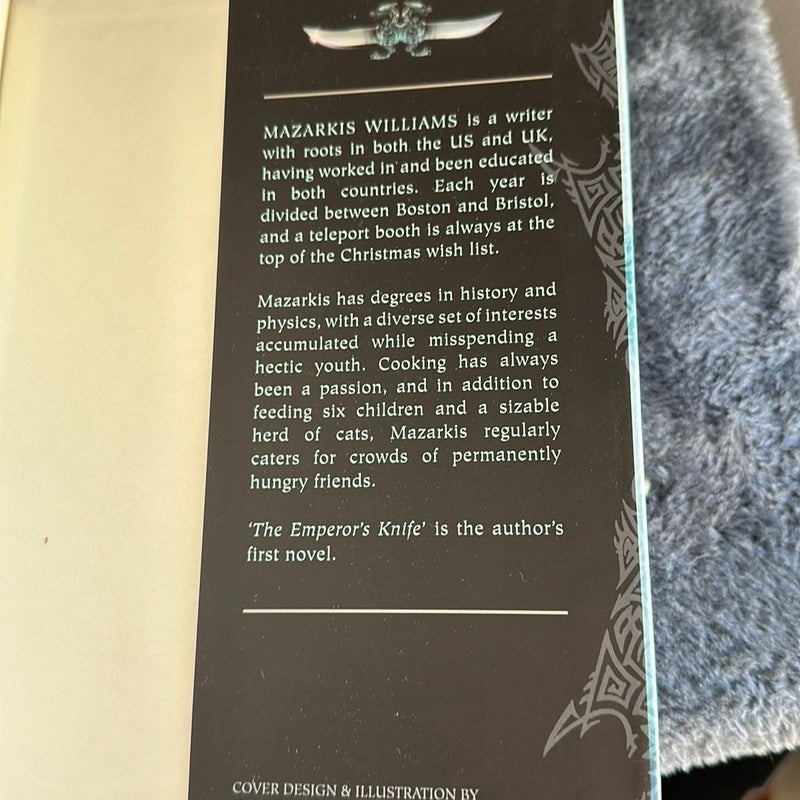 MAZARKIS WILLIAMS is a writer
with roots in both the US and UK,
having worked in and been educated
in both countries. Each year is
divided between Boston and Bristol,
and a teleport booth is always at the
top of the Christmas wish list.
Mazarkis has degrees in history and
physics, with a diverse set of interests
accumulated while misspending a
hectic youth. Cooking has always
been a passion, and in addition to
feeding six children and a sizable
herd of cats, Mazarkis regularly
caters for crowds of permanently
hungry friends.
‘The Emperor’s Knife’ is the author’s
first novel.
COVER DESIGN & ILLUSTRATION BY